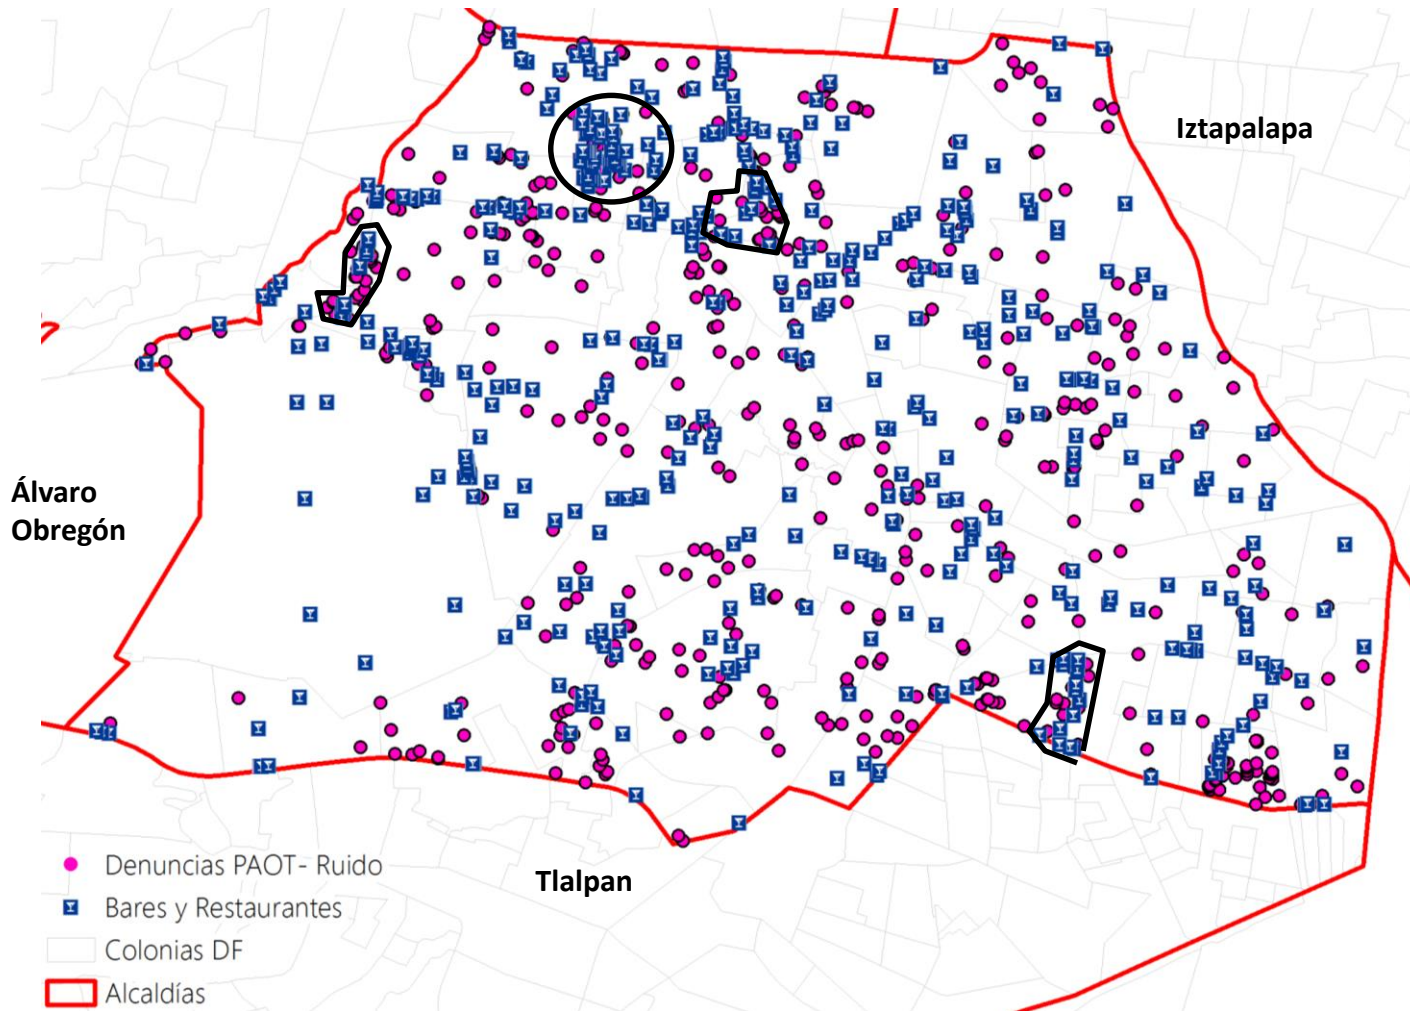 Iztapalapa
Álvaro
Obregón
Tlalpan
Denuncias PAOT- Ruido
Bares y Restaurantes
Colonias DF
Alcaldías